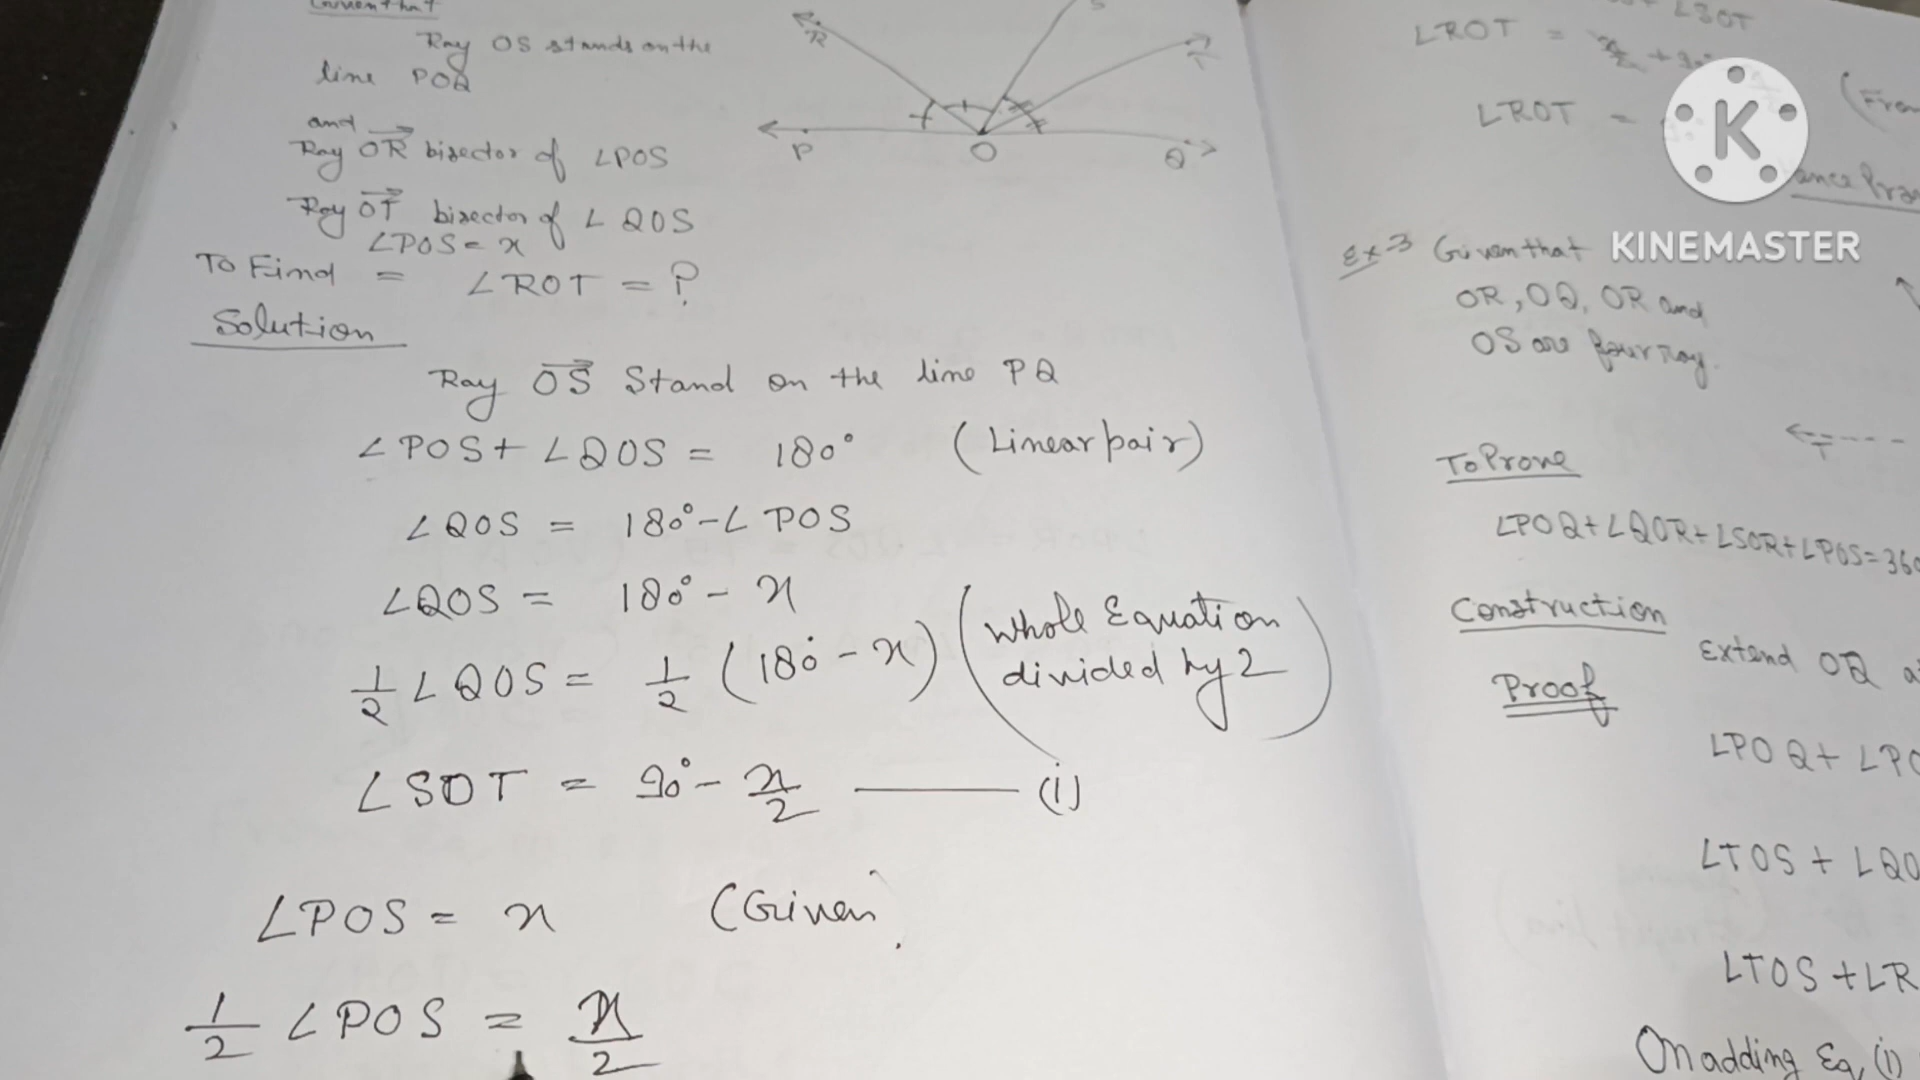 Given that
Ray OS stands on the
line POQ
and
Ray OR bisector of ∠POS
Ray OT bisector of ∠QOS
∠POS = x
To Find = ∠ROT = ?
Solution
Ray OS Stand on the line PQ
∠POS + ∠QOS = 180° (Linear pair)
∠QOS = 180° - ∠POS
∠QOS = 180° - x
1/2 ∠QOS = 1/2 (180° - x) (Whole Equation
divided by 2)
∠SOT = 90° - x/2 (i)
∠POS = x (Given)
1/2 ∠POS = x/2
R
S
T
P
O
Q
∠SOT
∠ROT =
∠ROT =
K
KINEMASTER
Ex-3 Given that
OR, OQ, OR and
OS are four ray.
T
To Prove
∠POQ + ∠QOR + ∠SOR + ∠POS = 360
Construction
Extend OQ
Proof
∠POQ +
∠TOS +
∠TOS +
On adding Eq, (i)